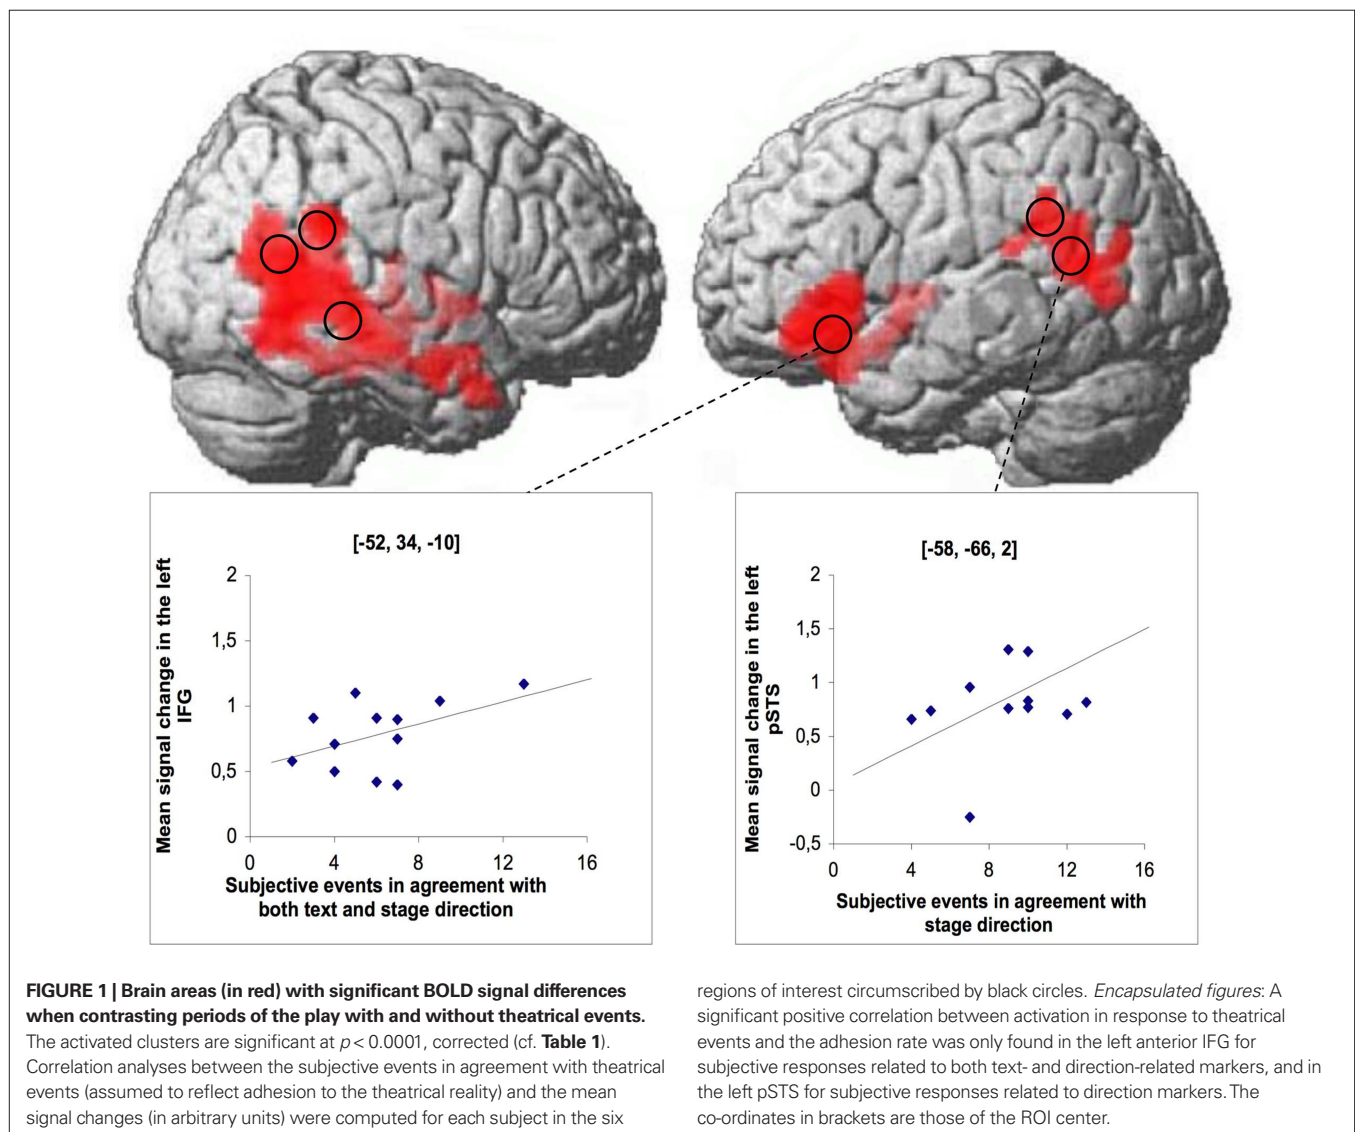 [-52, 34, -10]
Mean signal change in the left
IFG
2
1,5
1
0,5
0
0 4 8 12 16
Subjective events in agreement with
both text and stage direction
[-58, -66, 2]
Mean signal change in the left
pSTS
2
1,5
1
0,5
0
-0,5
0 4 8 12 16
Subjective events in agreement with
stage direction
FIGURE 1 | Brain areas (in red) with significant BOLD signal differences
when contrasting periods of the play with and without theatrical events.
The activated clusters are significant at p < 0.0001, corrected (cf. Table 1).
Correlation analyses between the subjective events in agreement with theatrical
events (assumed to reflect adhesion to the theatrical reality) and the mean
signal changes (in arbitrary units) were computed for each subject in the six
regions of interest circumscribed by black circles. Encapsulated figures: A
significant positive correlation between activation in response to theatrical
events and the adhesion rate was only found in the left anterior IFG for
subjective responses related to both text- and direction-related markers, and in
the left pSTS for subjective responses related to direction markers. The
co-ordinates in brackets are those of the ROI center.